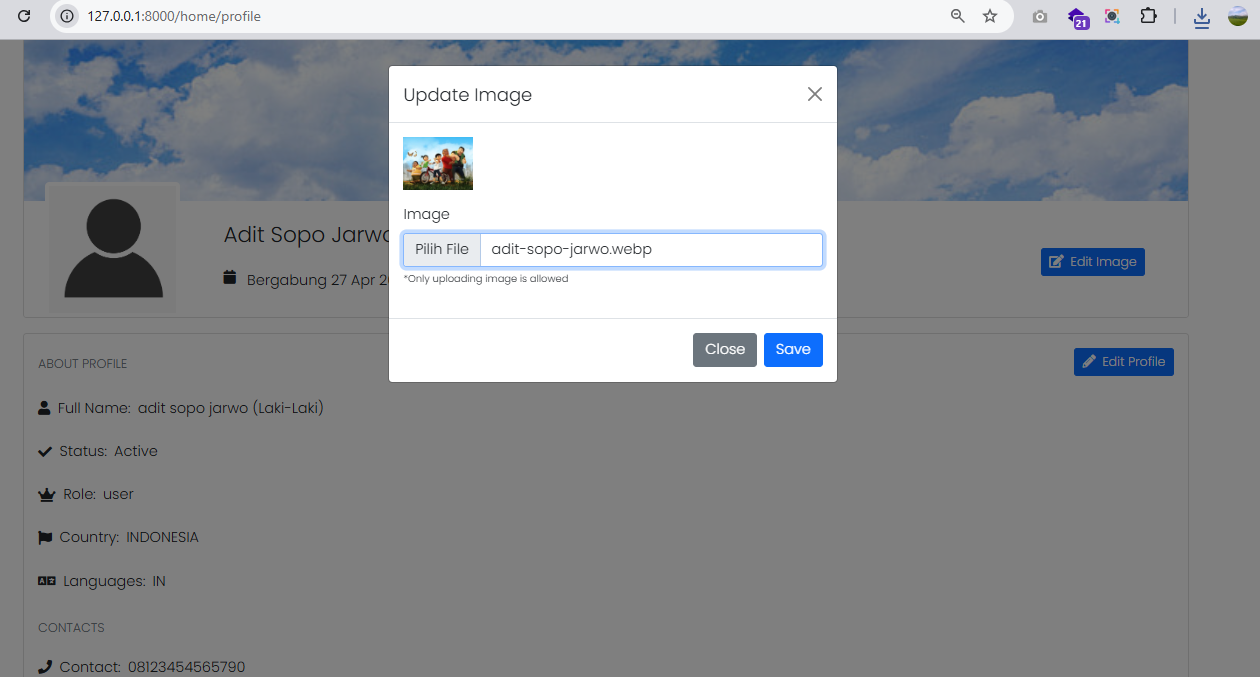 127.0.0.1:8000/home/profile
21
Update Image
Image
Pilih File adit-sopo-jarwo.webp
*Only uploading image is allowed
Close Save
Adit Sopo Jarwo
Bergabung 27 Apr
Edit Image
ABOUT PROFILE
Edit Profile
Full Name: adit sopo jarwo (Laki-Laki)
Status: Active
Role: user
Country: INDONESIA
Languages: IN
CONTACTS
Contact: 08123454565790